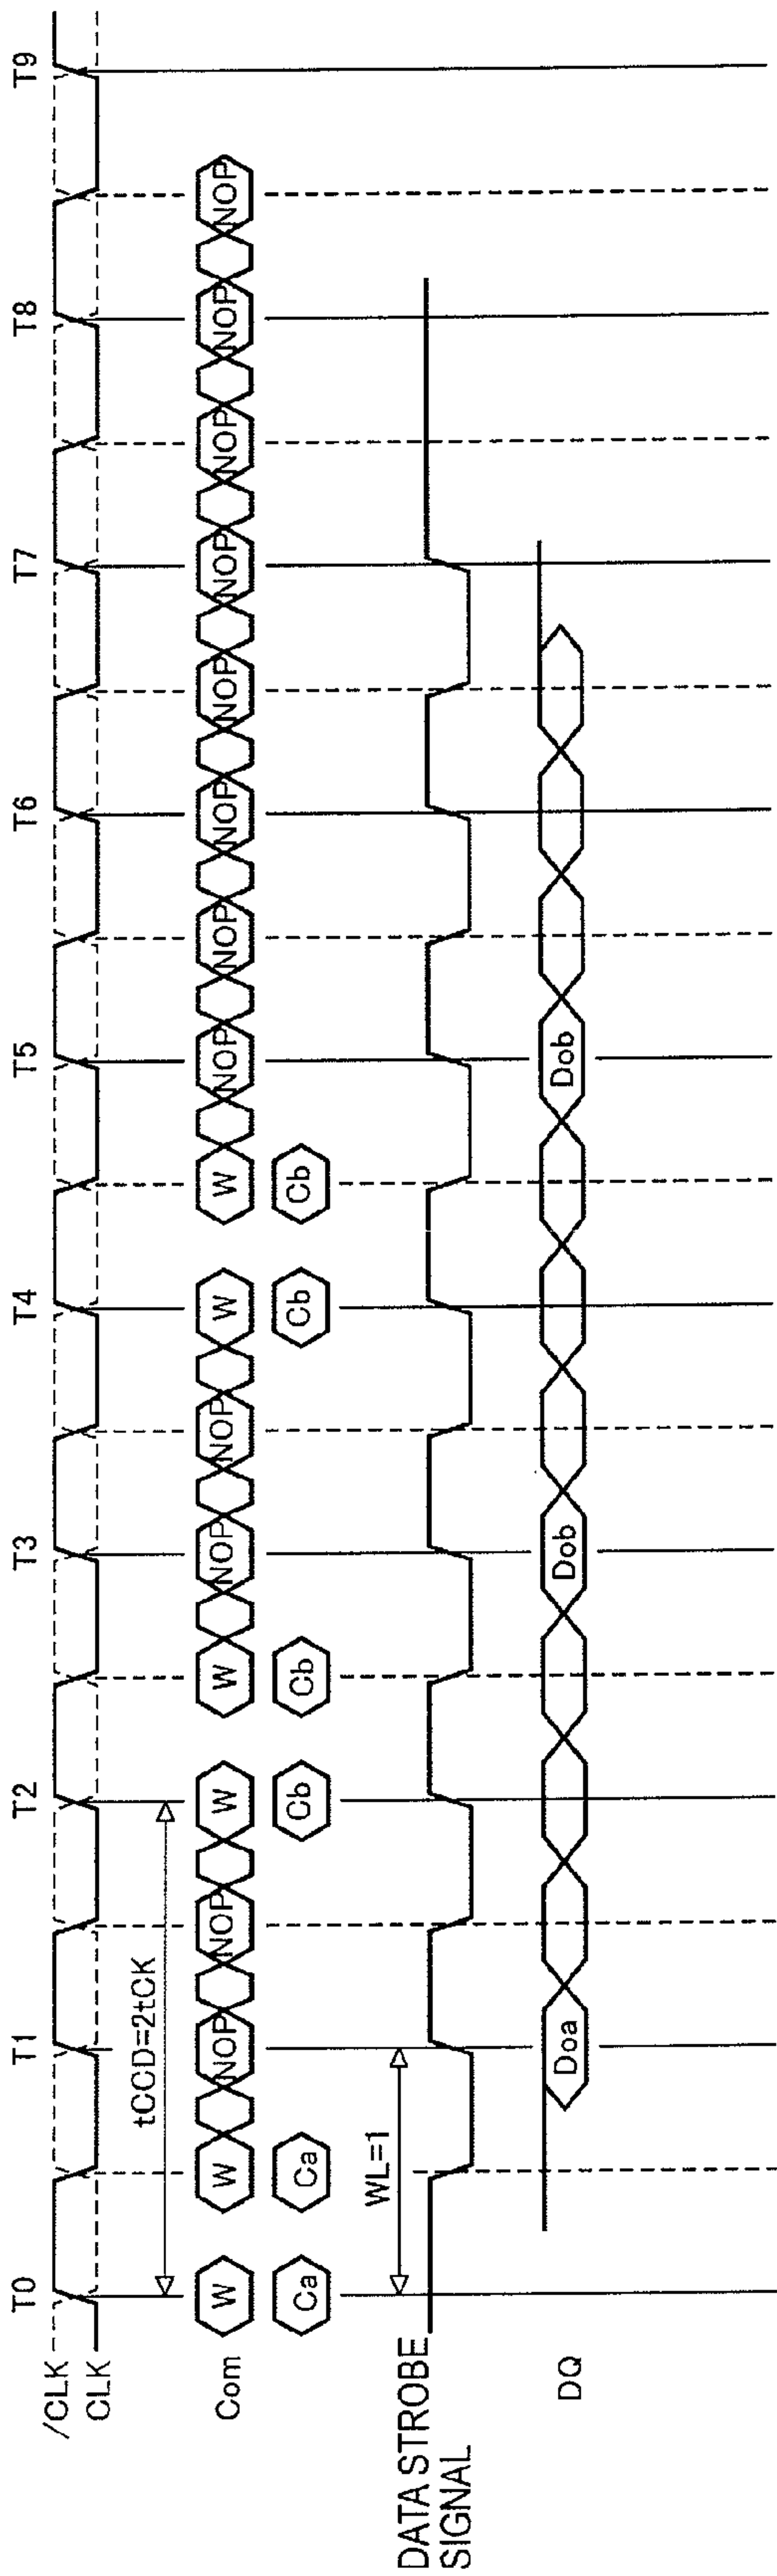 T0 T1 T2 T3 T4 T5 T6 T7 T8 T9
/CLK
CLK
tCCD=2tCK
Com W W NOP NOP W W NOP NOP W W NOP NOP NOP NOP NOP NOP NOP NOP
Ca Ca Cb Cb Cb Cb
WL=1
DATA STROBE
SIGNAL
DQ Doa Dob Dob